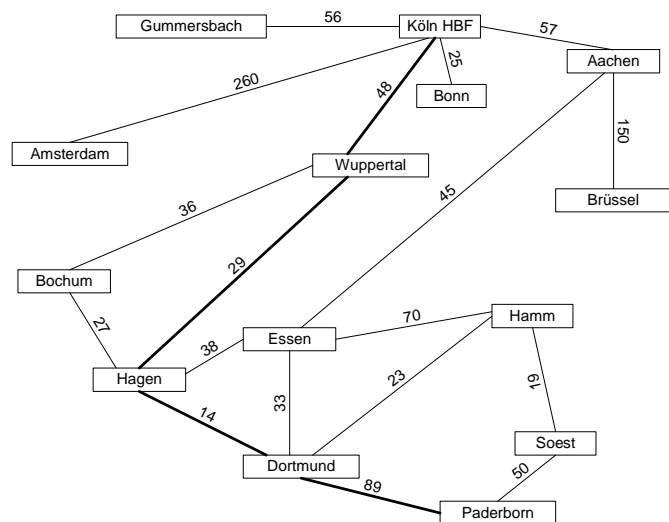 56
Gummersbach
Köln HBF
57
Aachen
260
25
48
Bonn
150
Amsterdam
Wuppertal
45
Brüssel
36
29
Bochum
70
Hamm
27
38
Essen
23
19
Hagen
33
14
Soest
Dortmund
50
89
Paderborn